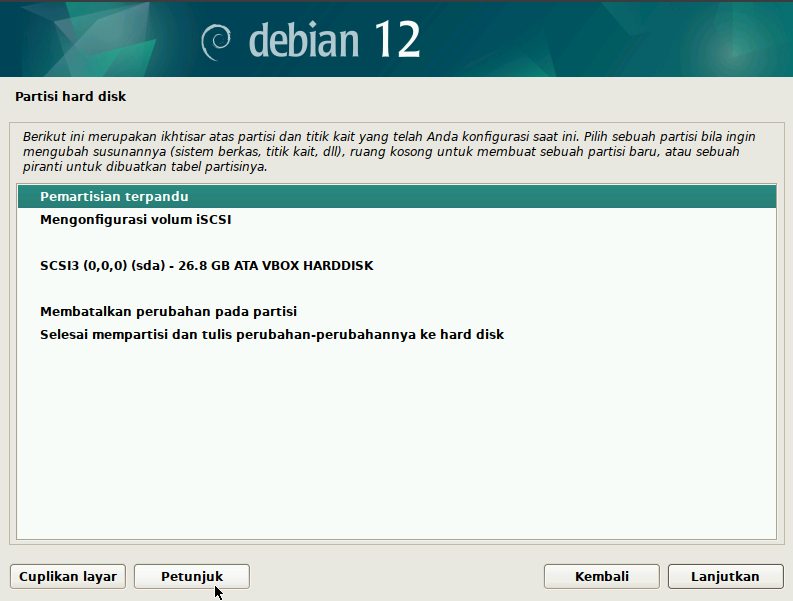 debian 12
Partisi hard disk
Berikut ini merupakan ikhtisar atas partisi dan titik kait yang telah Anda konfigurasi saat ini. Pilih sebuah partisi bila ingin
mengubah susunannya (sistem berkas, titik kait, dll), ruang kosong untuk membuat sebuah partisi baru, atau sebuah
piranti untuk dibuatkan tabel partisinya.
Pemartisian terpandu
Mengonfigurasi volum iSCSI
SCSI3 (0,0,0) (sda) - 26.8 GB ATA VBOX HARDDISK
Membatalkan perubahan pada partisi
Selesai mempartisi dan tulis perubahan-perubahannya ke hard disk
Cuplikan layar Petunjuk Kembali Lanjutkan